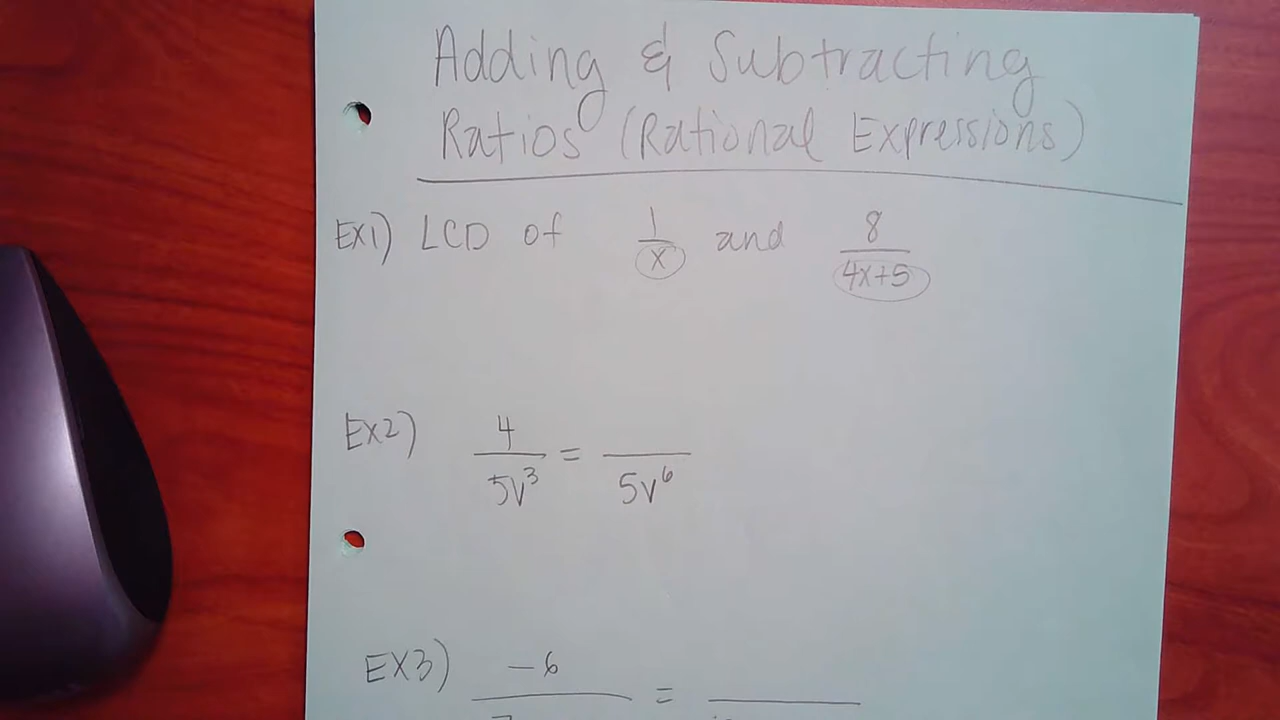 Adding & Subtracting
Ratios (Rational Expressions)
EX1) LCD of 1/x and 8/(4x+5)
EX2) 4/(5v³) = /(5v⁶)
EX3) -6/ =